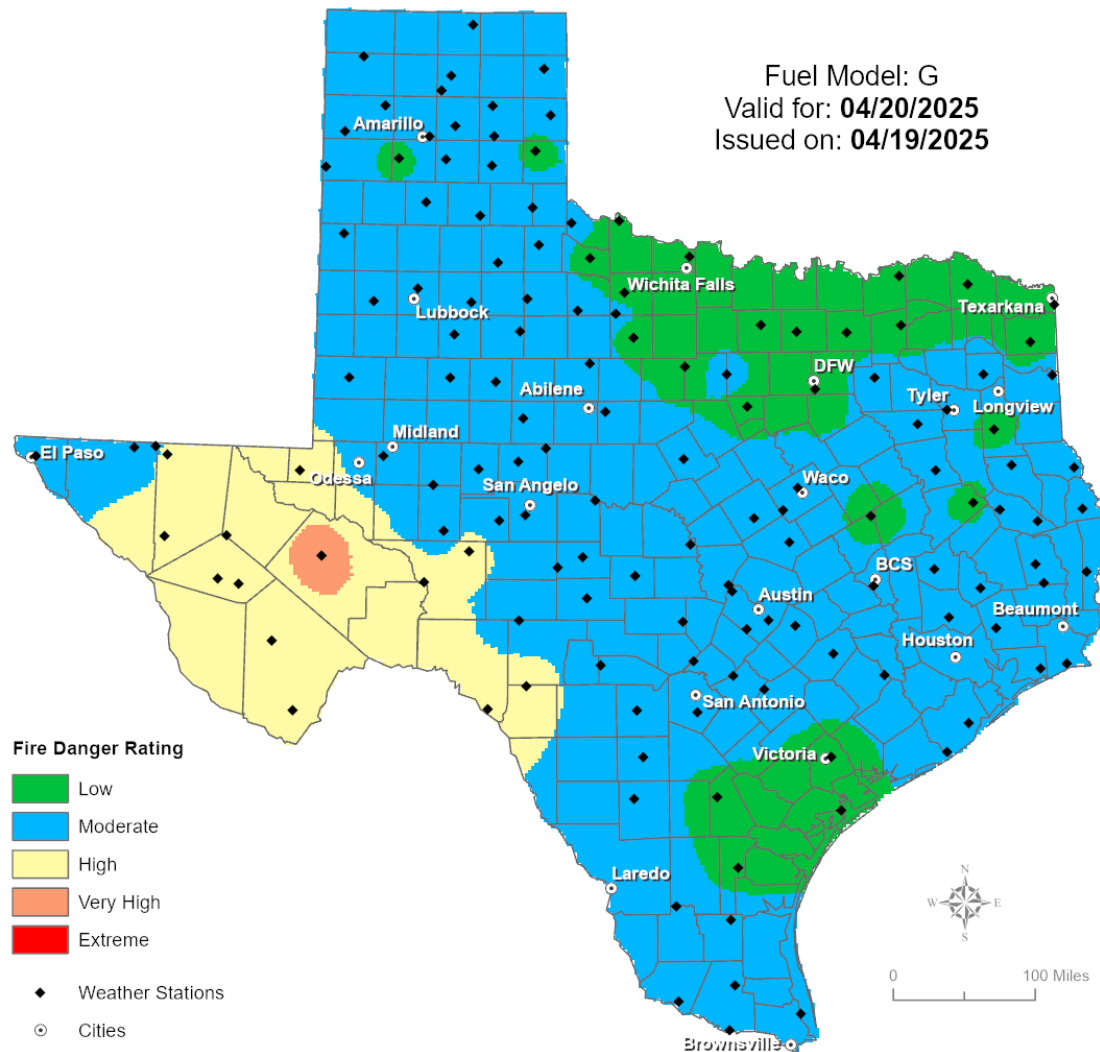 Fuel Model: G
Valid for: 04/20/2025
Issued on: 04/19/2025
Amarillo
Wichita Falls
Texarkana
Lubbock
DFW
Abilene
Tyler
Longview
Midland
El Paso
Odessa
San Angelo
Waco
BCS
Austin
Beaumont
Houston
San Antonio
Victoria
Laredo
Brownsville
Fire Danger Rating
Low
Moderate
High
Very High
Extreme
Weather Stations
Cities
N
W E
S
0 100 Miles